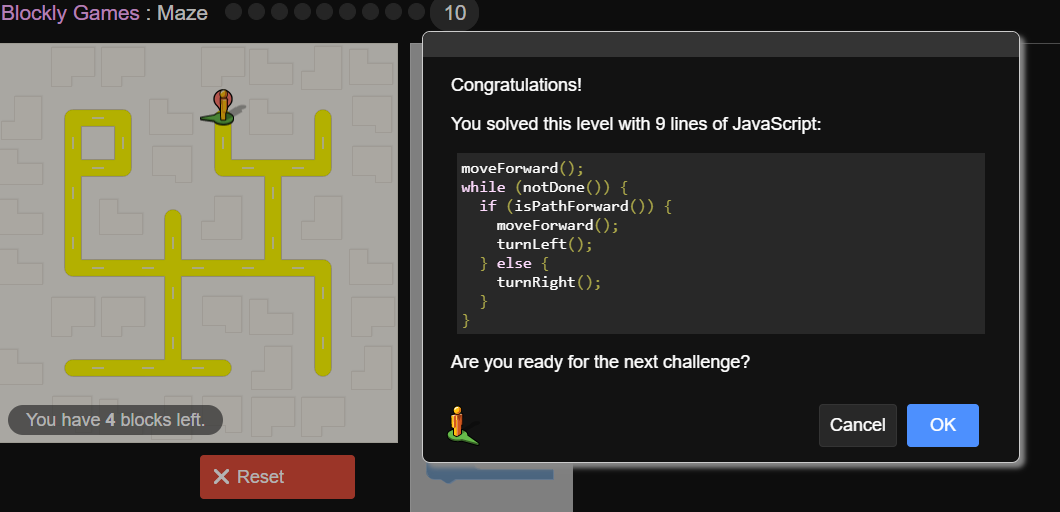 Blockly Games : Maze 10
Congratulations!
You solved this level with 9 lines of JavaScript:
moveForward();
while (notDone()) {
  if (isPathForward()) {
    moveForward();
    turnLeft();
  } else {
    turnRight();
  }
}
Are you ready for the next challenge?
You have 4 blocks left.
Cancel
OK
Reset